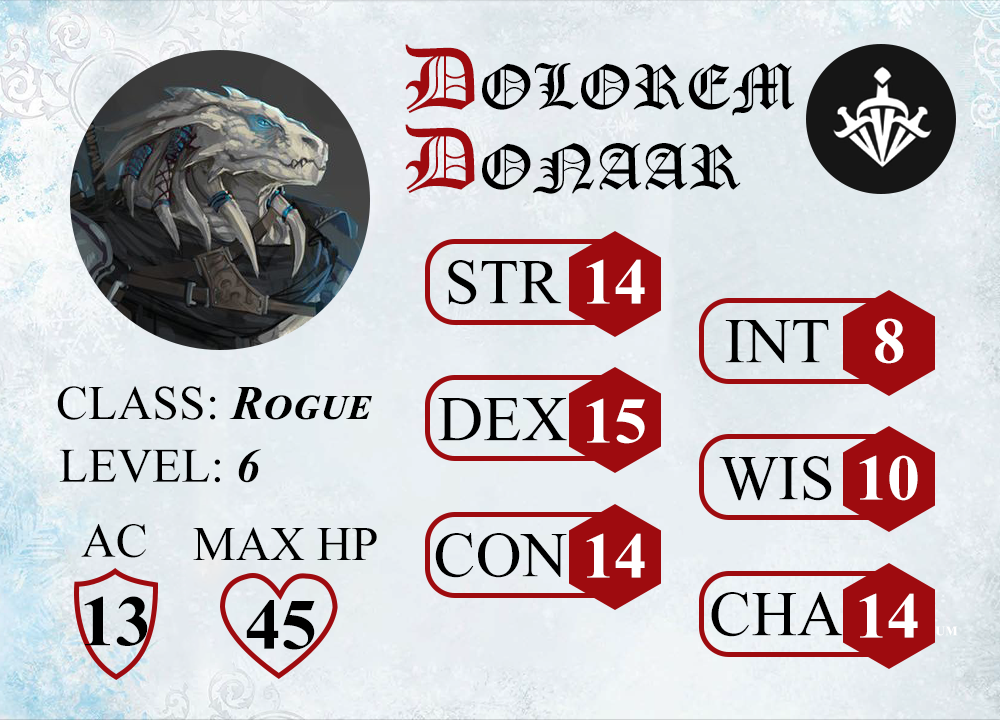 DOLOREM
DONAAR
STR 14
INT 8
CLASS: ROGUE
DEX 15
LEVEL: 6
WIS 10
AC
MAX HP
CON 14
13
45
CHA 14
UM